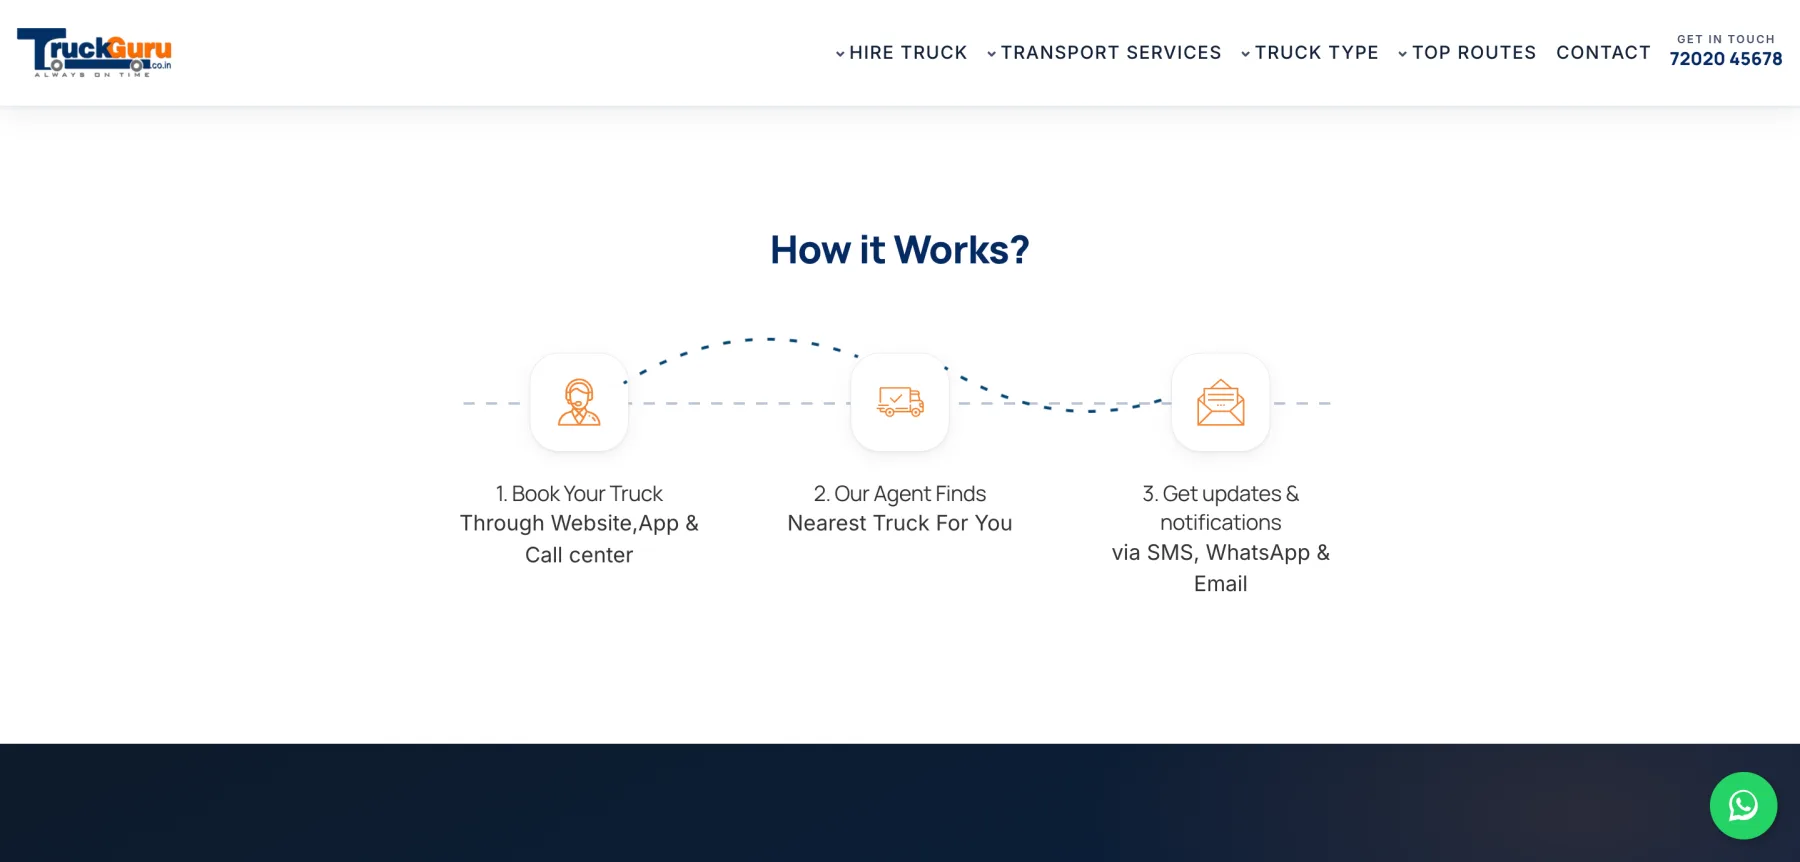 TruckGuru
.co.in
ALWAYS ON TIME
HIRE TRUCK
TRANSPORT SERVICES
TRUCK TYPE
TOP ROUTES
CONTACT
GET IN TOUCH
72020 45678
How it Works?
1. Book Your Truck
Through Website,App &
Call center
2. Our Agent Finds
Nearest Truck For You
3. Get updates &
notifications
via SMS, WhatsApp &
Email